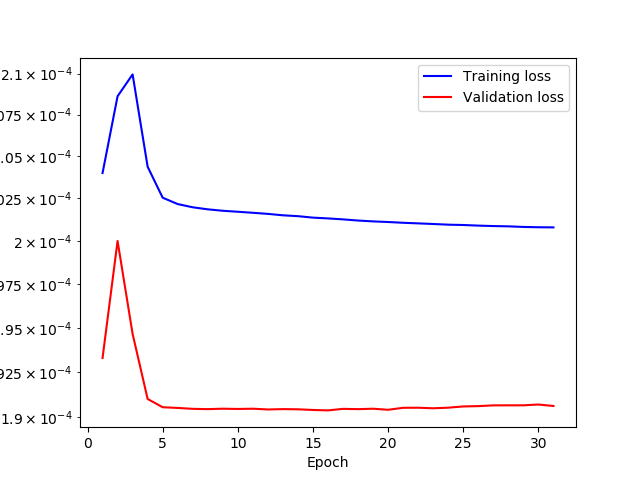 Training loss
Validation loss
2.1 × 10⁻⁴
075 × 10⁻⁴
.05 × 10⁻⁴
025 × 10⁻⁴
2 × 10⁻⁴
975 × 10⁻⁴
.95 × 10⁻⁴
925 × 10⁻⁴
1.9 × 10⁻⁴
0 5 10 15 20 25 30
Epoch